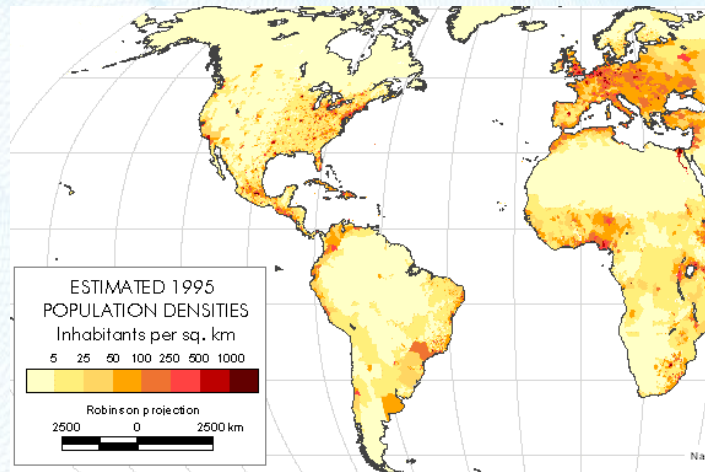 ESTIMATED 1995
POPULATION DENSITIES
Inhabitants per sq. km
5 25 50 100 250 500 1000
Robinson projection
2500 0 2500 km
Na